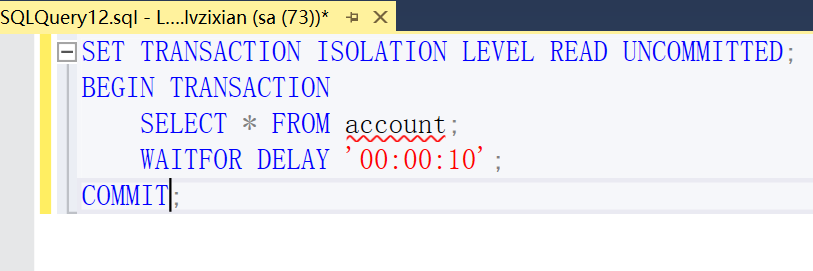 SQLQuery12.sql - L....lvzixian (sa (73))*
SET TRANSACTION ISOLATION LEVEL READ UNCOMMITTED;
BEGIN TRANSACTION
    SELECT * FROM account;
    WAITFOR DELAY '00:00:10';
COMMIT;